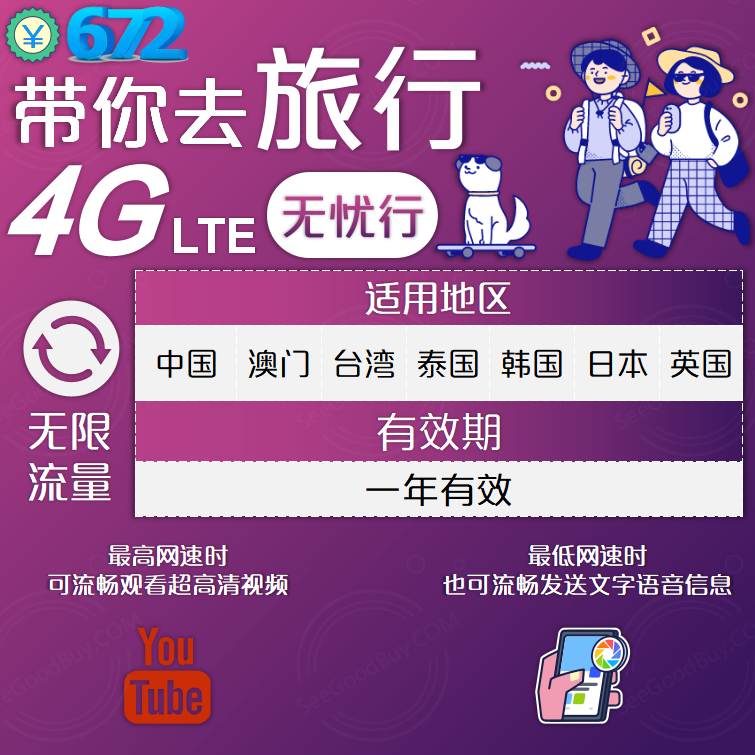 ¥ 672
带你去旅行
4G LTE 无忧行
适用地区
中国 澳门 台湾 泰国 韩国 日本 英国
无限
流量
有效期
一年有效
最高网速时
可流畅观看超高清视频
最低网速时
也可流畅发送文字语音信息
You
Tube
SeeGoodBuy.COM